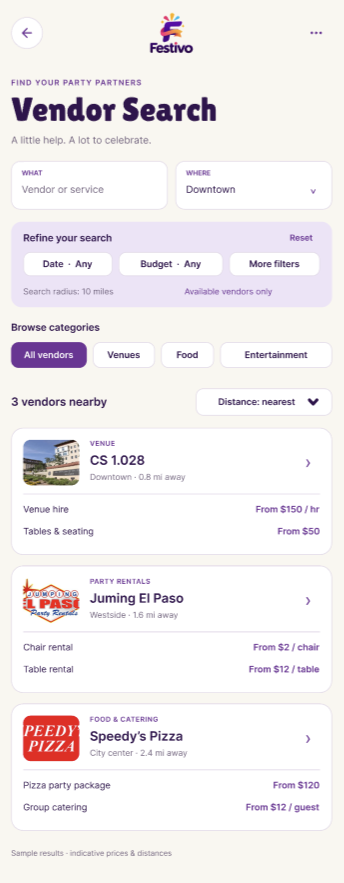 Festivo
FIND YOUR PARTY PARTNERS
Vendor Search
A little help. A lot to celebrate.
WHAT
Vendor or service
WHERE
Downtown
Refine your search
Reset
Date · Any
Budget · Any
More filters
Search radius: 10 miles
Available vendors only
Browse categories
All vendors
Venues
Food
Entertainment
3 vendors nearby
Distance: nearest
VENUE
CS 1.028
Downtown · 0.8 mi away
Venue hire
From $150 / hr
Tables & seating
From $50
JUMPING
EL PASO
Party Rentals
PARTY RENTALS
Juming El Paso
Westside · 1.6 mi away
Chair rental
From $2 / chair
Table rental
From $12 / table
SPEEDY'
PIZZA
FOOD & CATERING
Speedy’s Pizza
City center · 2.4 mi away
Pizza party package
From $120
Group catering
From $12 / guest
Sample results · indicative prices & distances